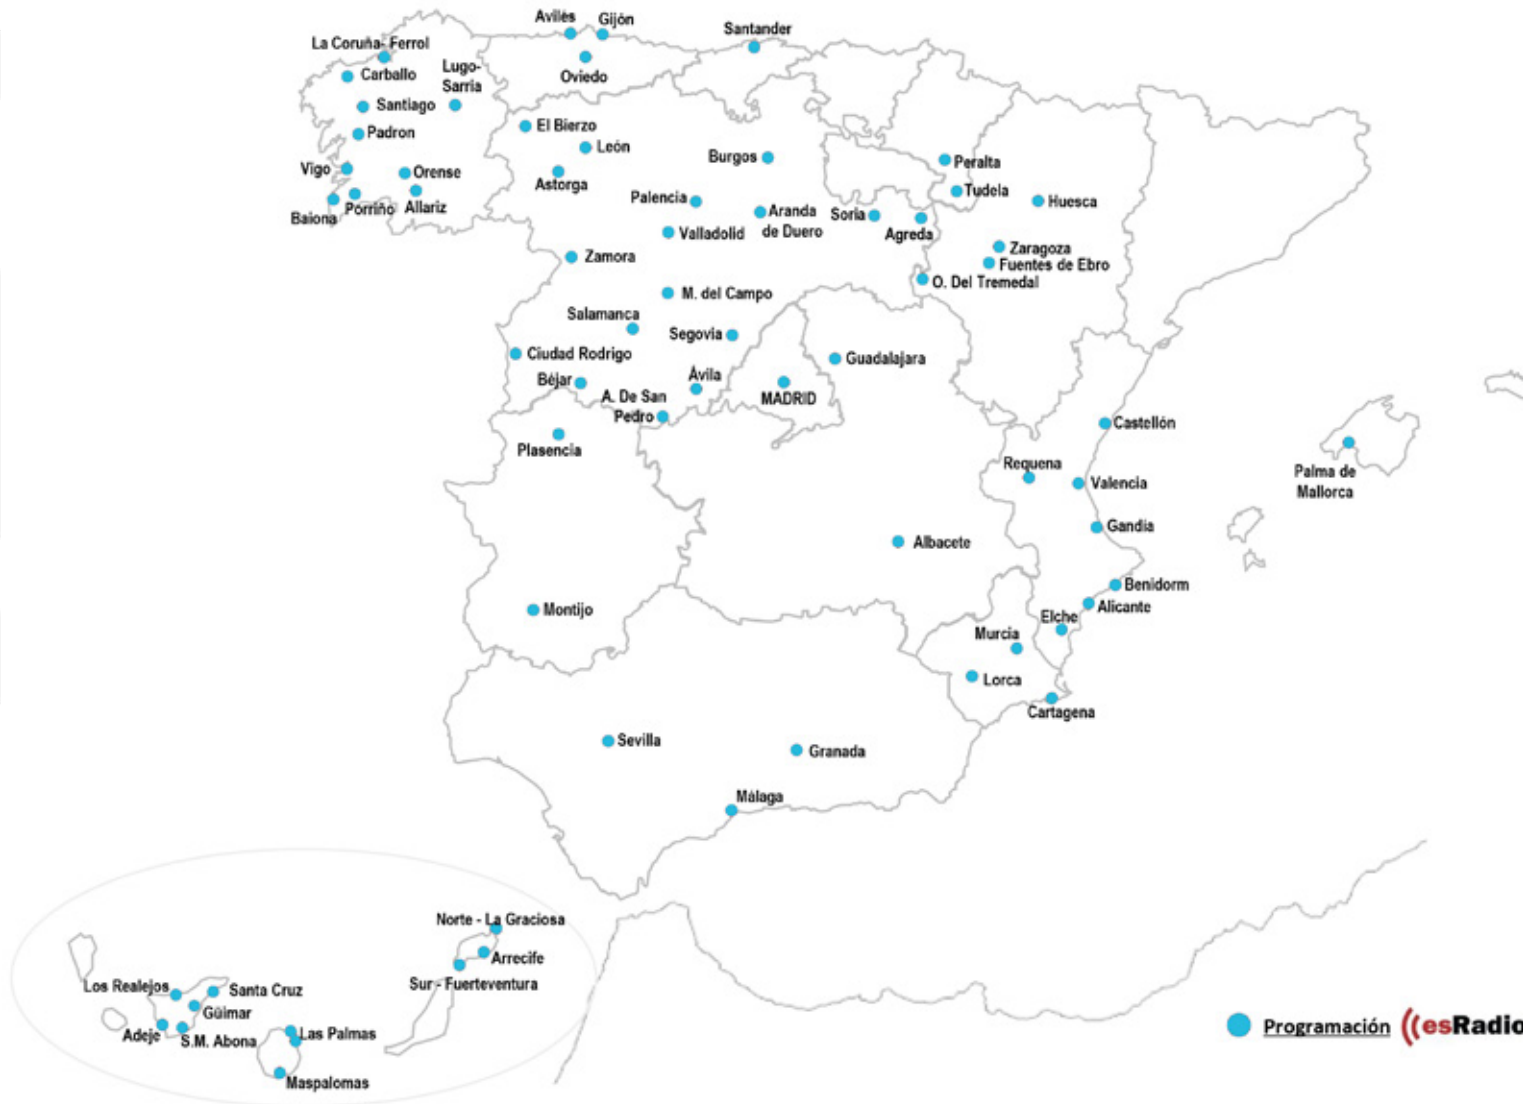 Avilés
Gijón
Santander
La Coruña- Ferrol
Oviedo
Lugo-
Sarria
Carballo
Santiago
El Bierzo
Padron
León
Burgos
Peralta
Vigo
Orense
Astorga
Palencia
Tudela
Huesca
Baiona
Porriño
Allariz
Aranda
de Duero
Soria
Agreda
Valladolid
Zaragoza
Fuentes de Ebro
Zamora
O. Del Tremedal
M. del Campo
Salamanca
Segovia
Ciudad Rodrigo
Guadalajara
Béjar
Ávila
MADRID
A. De San
Pedro
Castellón
Plasencia
Requena
Valencia
Palma de
Mallorca
Gandía
Albacete
Benidorm
Alicante
Montijo
Elche
Murcia
Lorca
Cartagena
Sevilla
Granada
Málaga
Norte - La Graciosa
Arrecife
Sur - Fuerteventura
Los Realejos
Santa Cruz
Güimar
Adeje
S.M. Abona
Las Palmas
Maspalomas
Programación esRadio